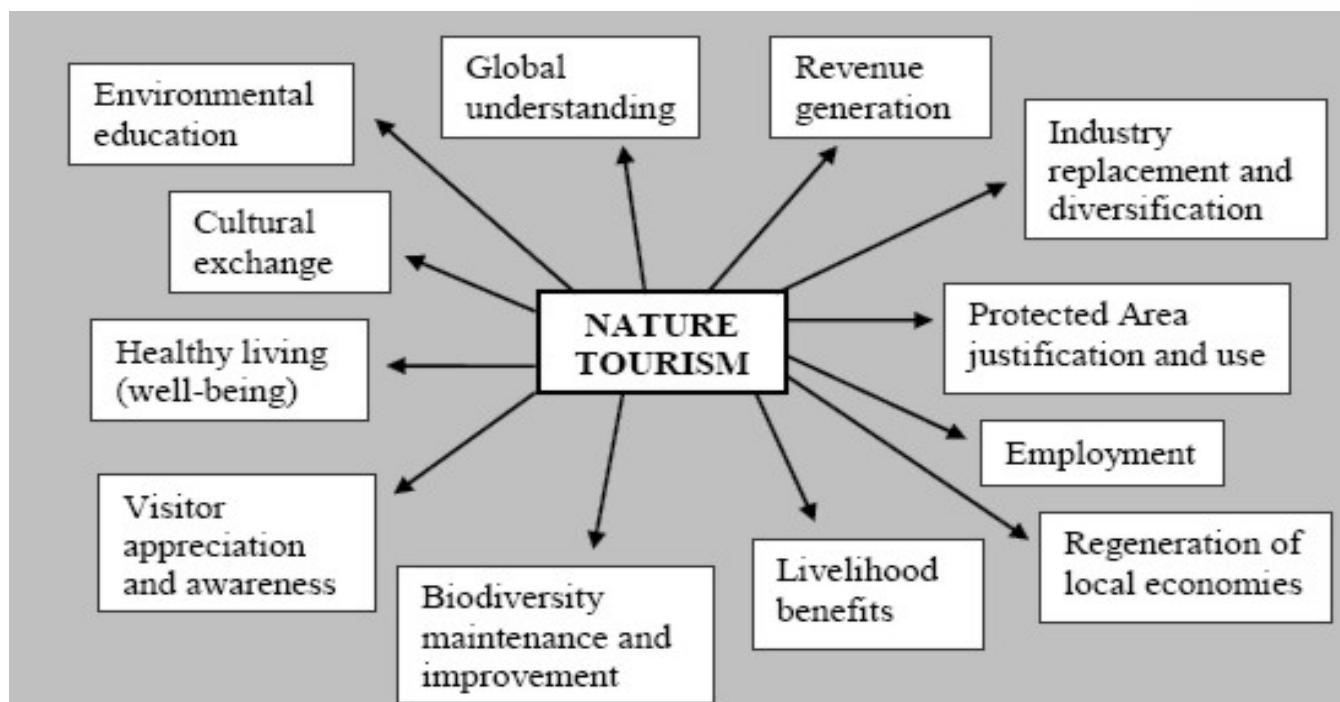 Environmental
education
Global
understanding
Revenue
generation
Industry
replacement and
diversification
Cultural
exchange
NATURE
TOURISM
Protected Area
justification and use
Healthy living
(well-being)
Employment
Visitor
appreciation
and awareness
Biodiversity
maintenance and
improvement
Livelihood
benefits
Regeneration of
local economies